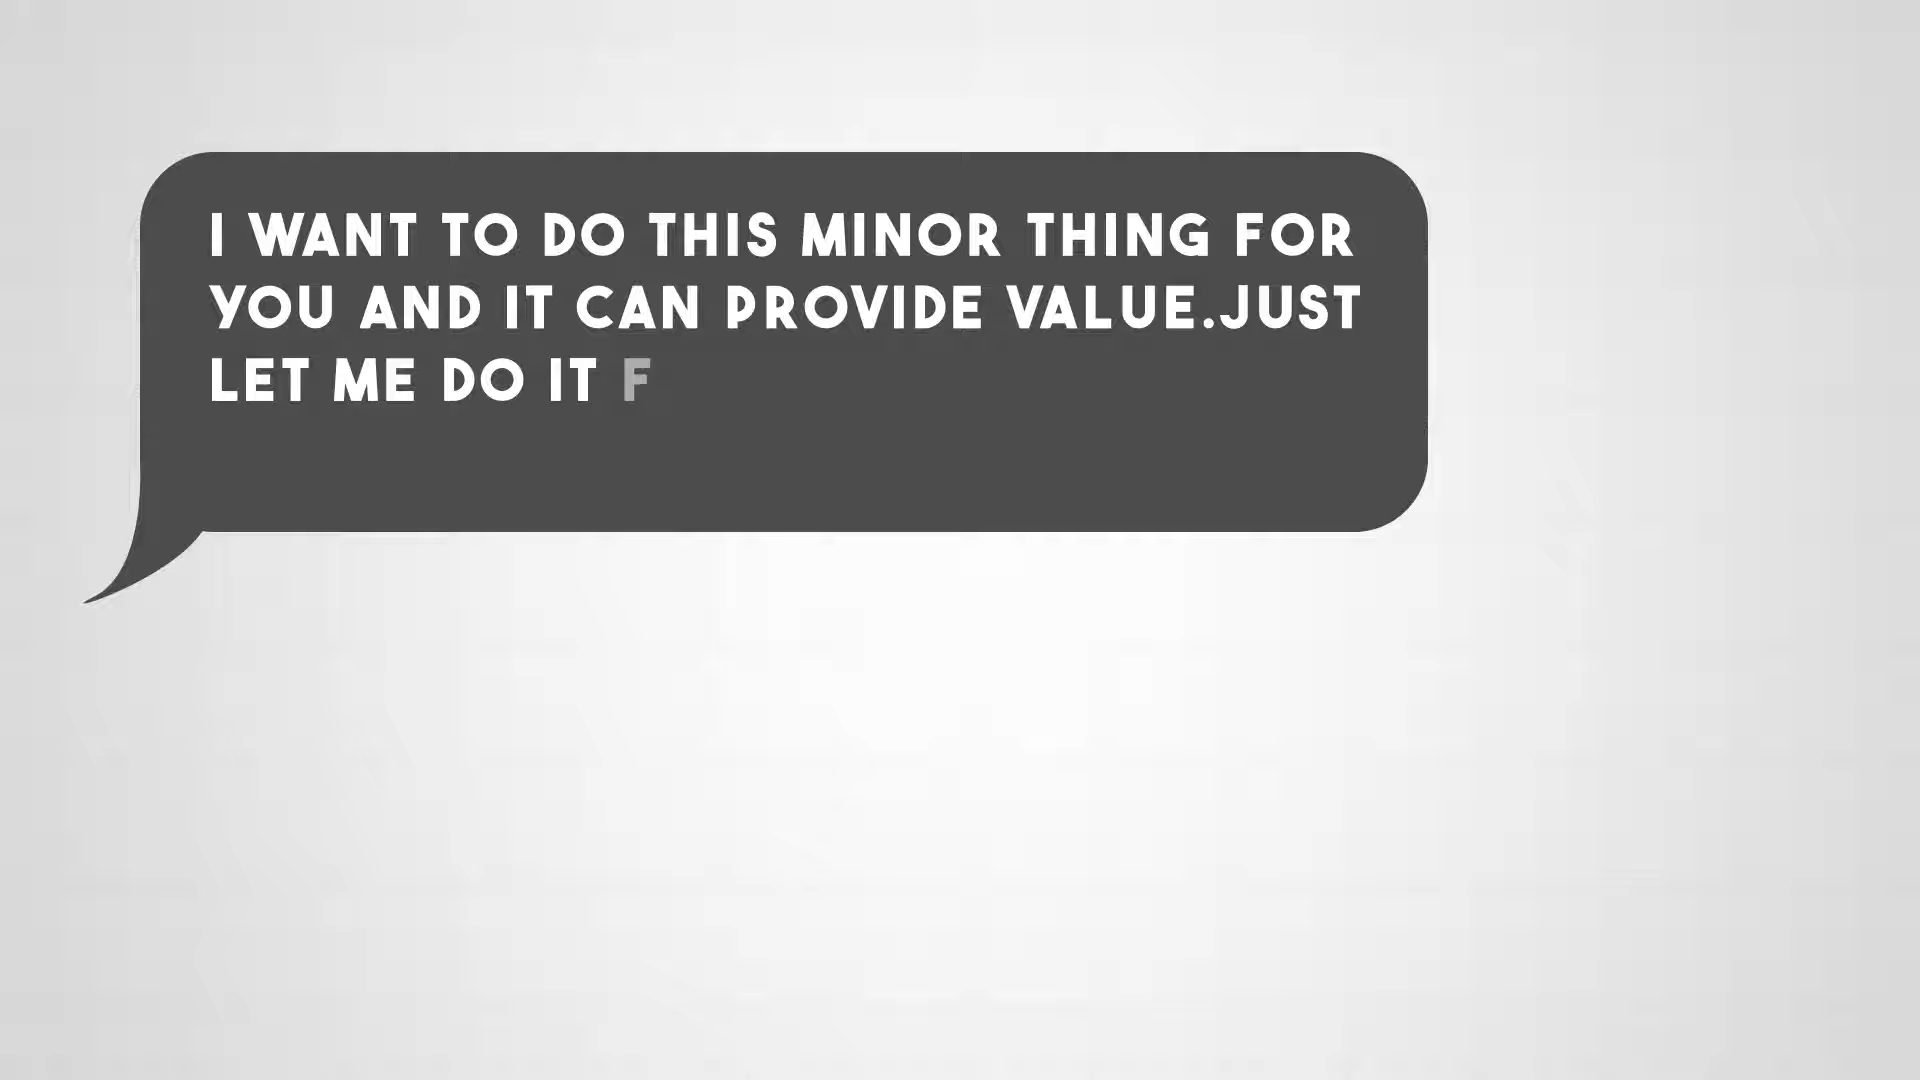 I WANT TO DO THIS MINOR THING FOR
YOU AND IT CAN PROVIDE VALUE.JUST
LET ME DO IT F